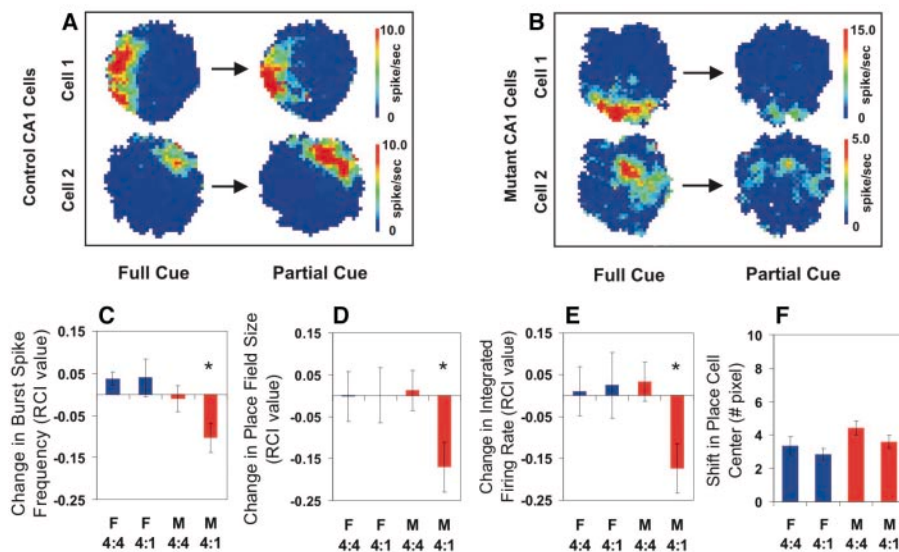 A
B
Control CA1 Cells
Cell 1
Cell 2
10.0
spike/sec
0
10.0
spike/sec
0
Full Cue
Partial Cue
Mutant CA1 Cells
Cell 1
Cell 2
15.0
spike/sec
0
5.0
spike/sec
0
Full Cue
Partial Cue
C
Change in Burst Spike
Frequency (RCI value)
0.15
0.05
-0.05
-0.15
-0.25
*
F F M M
4:4 4:1 4:4 4:1
D
Change in Place Field Size
(RCI value)
0.15
0.05
-0.05
-0.15
-0.25
*
F F M M
4:4 4:1 4:4 4:1
E
Change in Integrated
Firing Rate (RCI value)
0.15
0.05
-0.05
-0.15
-0.25
*
F F M M
4:4 4:1 4:4 4:1
F
Shift in Place Cell
Center (# pixel)
10
8
6
4
2
0
F F M M
4:4 4:1 4:4 4:1